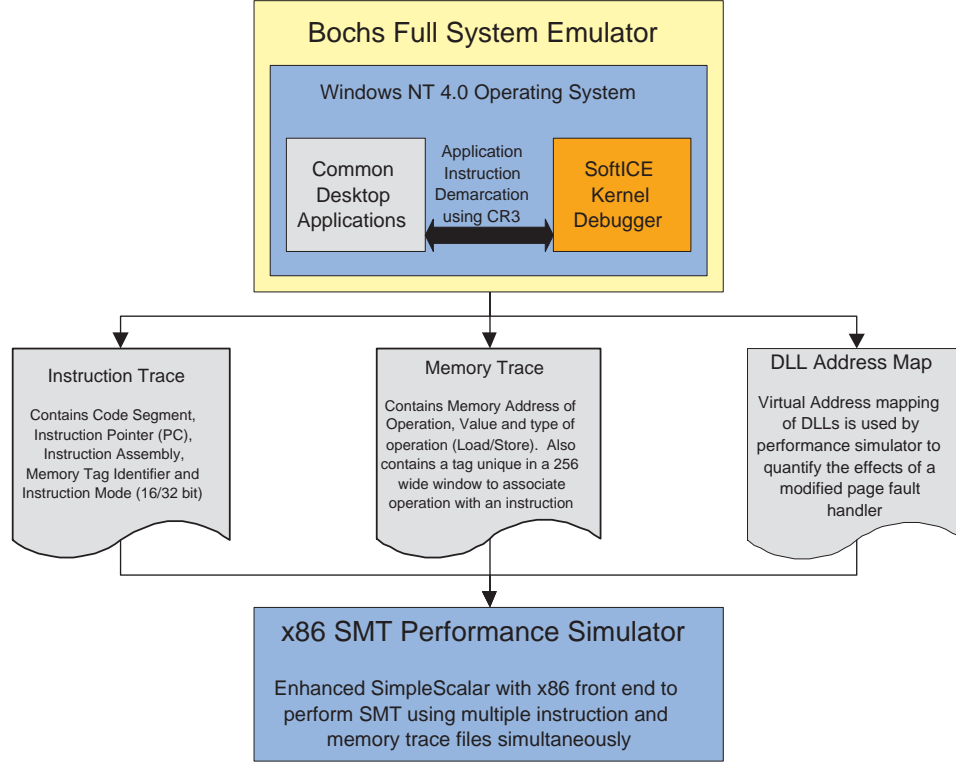 Bochs Full System Emulator
Windows NT 4.0 Operating System
Common
Desktop
Applications
Application
Instruction
Demarcation
using CR3
SoftICE
Kernel
Debugger
Instruction Trace
Contains Code Segment,
Instruction Pointer (PC),
Instruction Assembly,
Memory Tag Identifier and
Instruction Mode (16/32 bit)
Memory Trace
Contains Memory Address of
Operation, Value and type of
operation (Load/Store).  Also
contains a tag unique in a 256
wide window to associate
operation with an instruction
DLL Address Map
Virtual Address mapping
of DLLs is used by
performance simulator to
quantify the effects of a
modified page fault
handler
x86 SMT Performance Simulator
Enhanced SimpleScalar with x86 front end to
perform SMT using multiple instruction and
memory trace files simultaneously